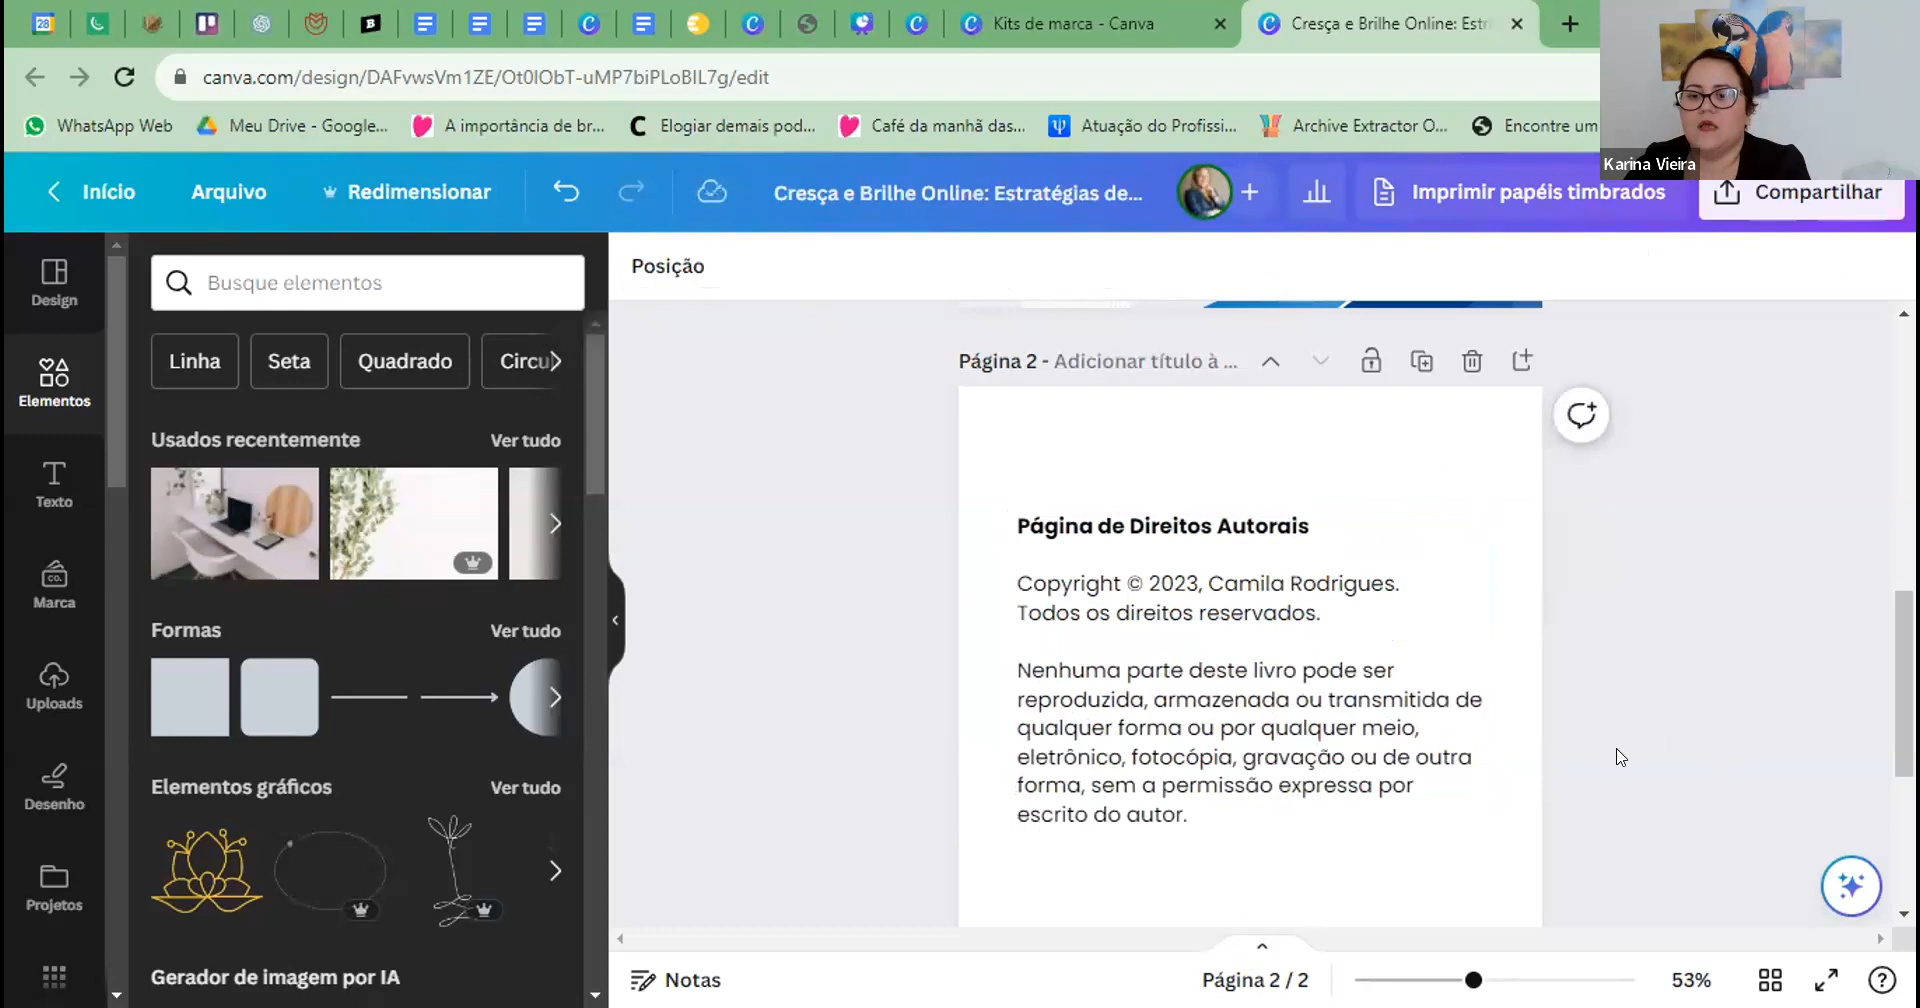 28
Kits de marca - Canva
Cresça e Brilhe Online: Estr
canva.com/design/DAFvwsVm1ZE/Ot0lObT-uMP7biPLoBIL7g/edit
WhatsApp Web
Meu Drive - Google...
A importância de br...
Elogiar demais pod...
Café da manhã das...
Atuação do Profissi...
Archive Extractor O...
Encontre um
Karina Vieira
Início
Arquivo
Redimensionar
Cresça e Brilhe Online: Estratégias de...
Imprimir papéis timbrados
Compartilhar
Design
Elementos
Texto
Marca
Uploads
Desenho
Projetos
Busque elementos
Linha
Seta
Quadrado
Circu
Usados recentemente
Ver tudo
Formas
Ver tudo
Elementos gráficos
Ver tudo
Gerador de imagem por IA
Posição
Página 2 - Adicionar título à ...
Página de Direitos Autorais
Copyright © 2023, Camila Rodrigues.
Todos os direitos reservados.
Nenhuma parte deste livro pode ser
reproduzida, armazenada ou transmitida de
qualquer forma ou por qualquer meio,
eletrônico, fotocópia, gravação ou de outra
forma, sem a permissão expressa por
escrito do autor.
Notas
Página 2 / 2
53%